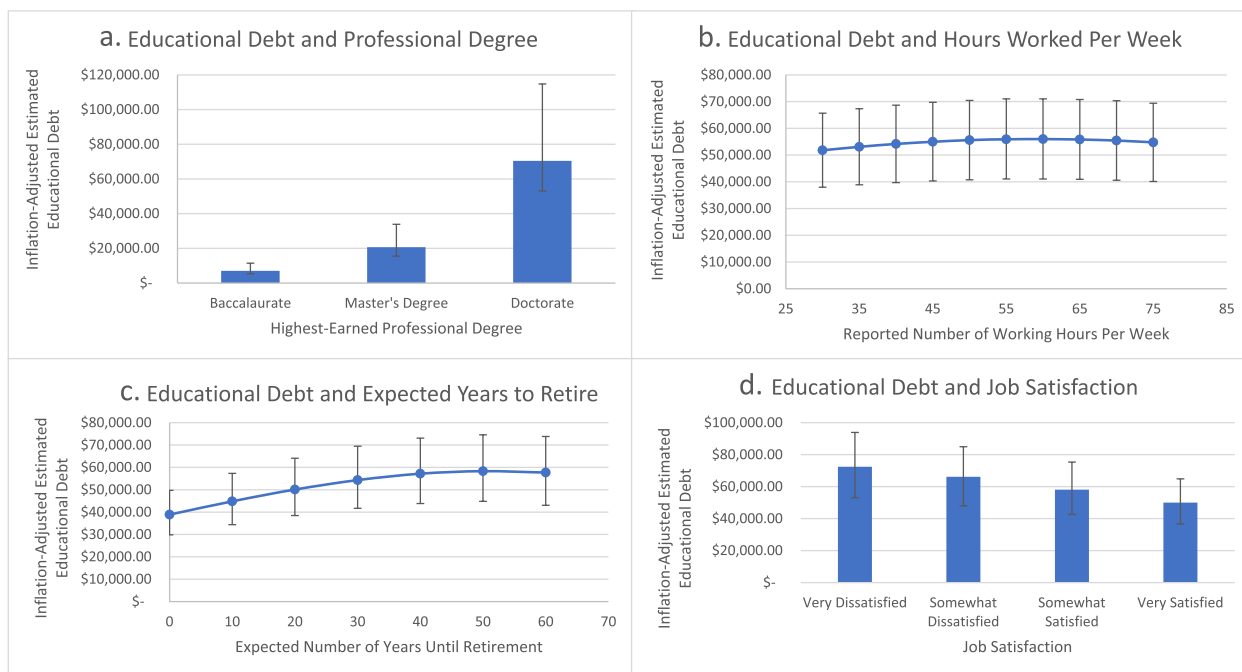 a. Educational Debt and Professional Degree
Inflation-Adjusted Estimated
Educational Debt
$120,000.00
$100,000.00
$80,000.00
$60,000.00
$40,000.00
$20,000.00
$-
Baccalaurate
Master's Degree
Doctorate
Highest-Earned Professional Degree
b. Educational Debt and Hours Worked Per Week
Inflation-Adjusted Estimated
Educational Debt
$80,000.00
$70,000.00
$60,000.00
$50,000.00
$40,000.00
$30,000.00
$20,000.00
$10,000.00
$0.00
25 35 45 55 65 75 85
Reported Number of Working Hours Per Week
c. Educational Debt and Expected Years to Retire
Inflation-Adjusted Estimated
Educational Debt
$80,000.00
$70,000.00
$60,000.00
$50,000.00
$40,000.00
$30,000.00
$20,000.00
$10,000.00
$-
0 10 20 30 40 50 60 70
Expected Number of Years Until Retirement
d. Educational Debt and Job Satisfaction
Inflation-Adjusted Estimated
Educational Debt
$100,000.00
$80,000.00
$60,000.00
$40,000.00
$20,000.00
$-
Very Dissatisfied
Somewhat
Dissatisfied
Somewhat
Satisfied
Very Satisfied
Job Satisfaction